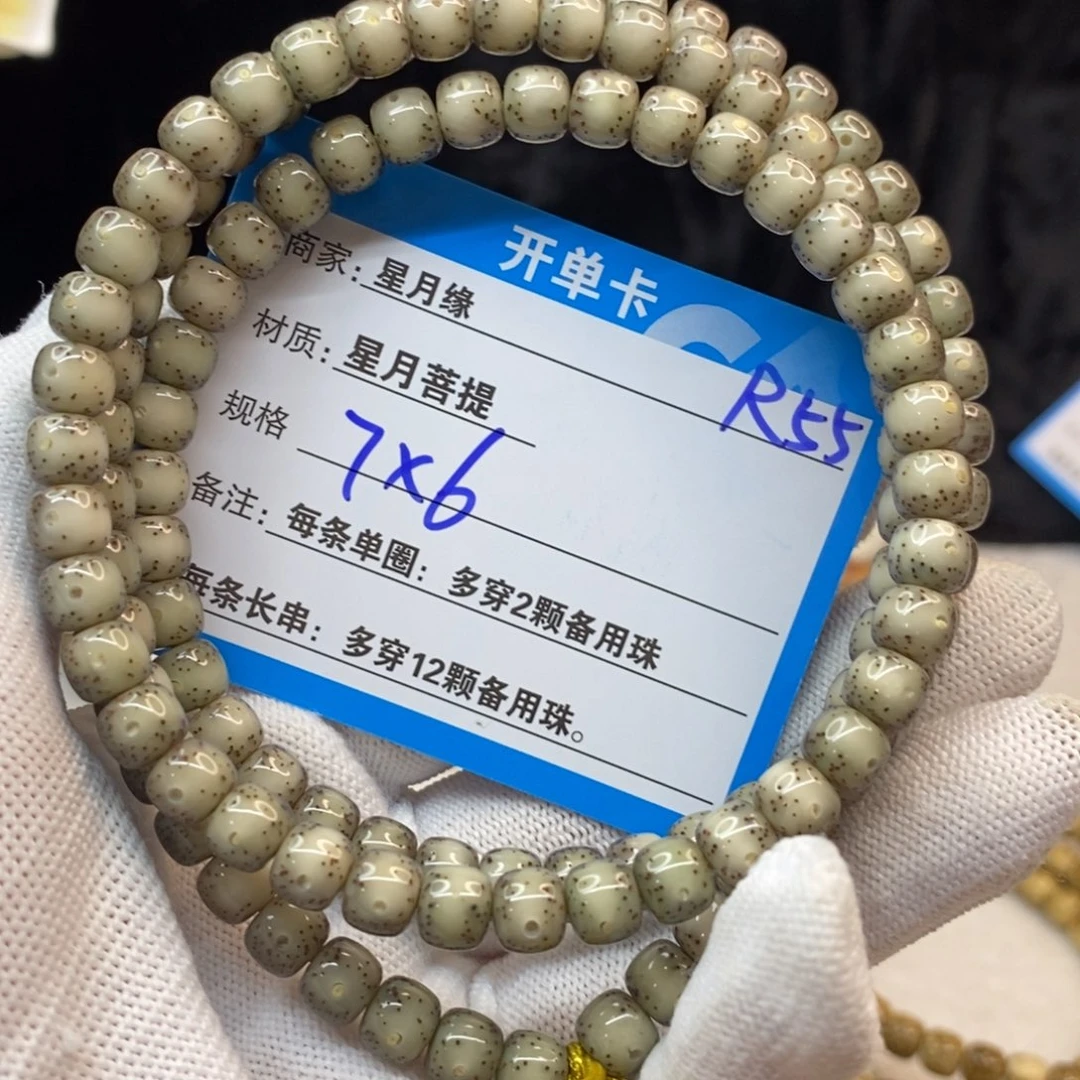 开单卡
商家：星月缘
R55
材质：星月菩提
规格 7x6
备注：每条单圈：多穿2颗备用珠
每条长串：多穿12颗备用珠。